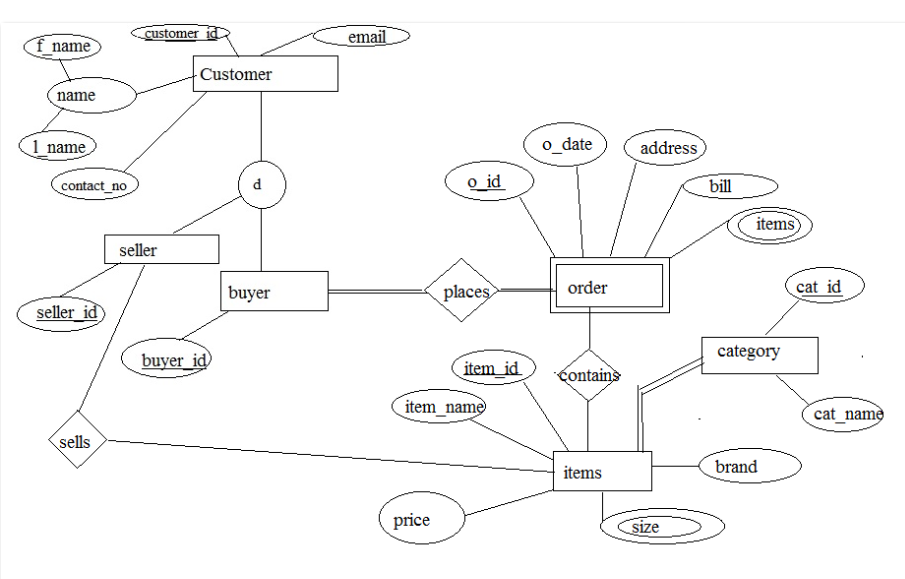 customer_id
email
f_name
Customer
name
l_name
contact_no
d
o_date
address
o_id
bill
items
seller
buyer
places
order
cat_id
seller_id
buyer_id
category
item_id
contains
item_name
cat_name
sells
items
brand
price
size